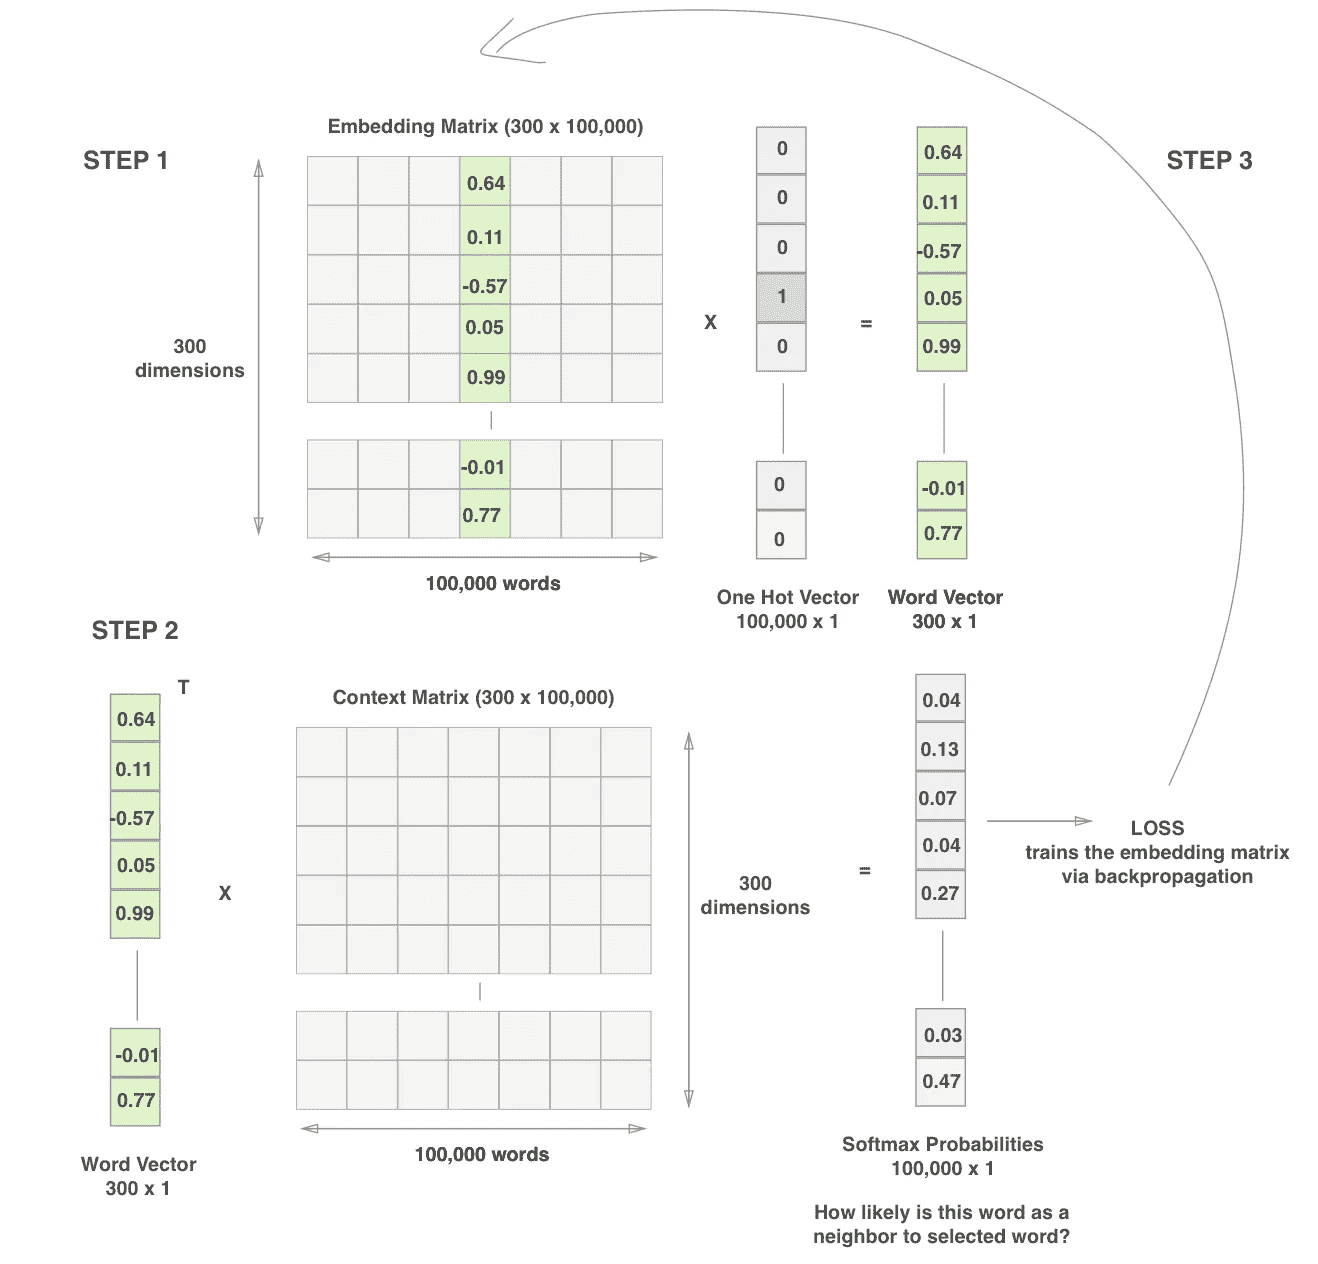 Embedding Matrix (300 x 100,000)
STEP 1
STEP 3
0.64
0.11
-0.57
0.05
0.99
-0.01
0.77
300
dimensions
100,000 words
X
0
0
0
1
0
0
0
One Hot Vector
100,000 x 1
=
0.64
0.11
-0.57
0.05
0.99
-0.01
0.77
Word Vector
300 x 1
STEP 2
T
0.64
0.11
-0.57
0.05
0.99
-0.01
0.77
Word Vector
300 x 1
X
Context Matrix (300 x 100,000)
300
dimensions
100,000 words
=
0.04
0.13
0.07
0.04
0.27
0.03
0.47
Softmax Probabilities
100,000 x 1
How likely is this word as a
neighbor to selected word?
LOSS
trains the embedding matrix
via backpropagation